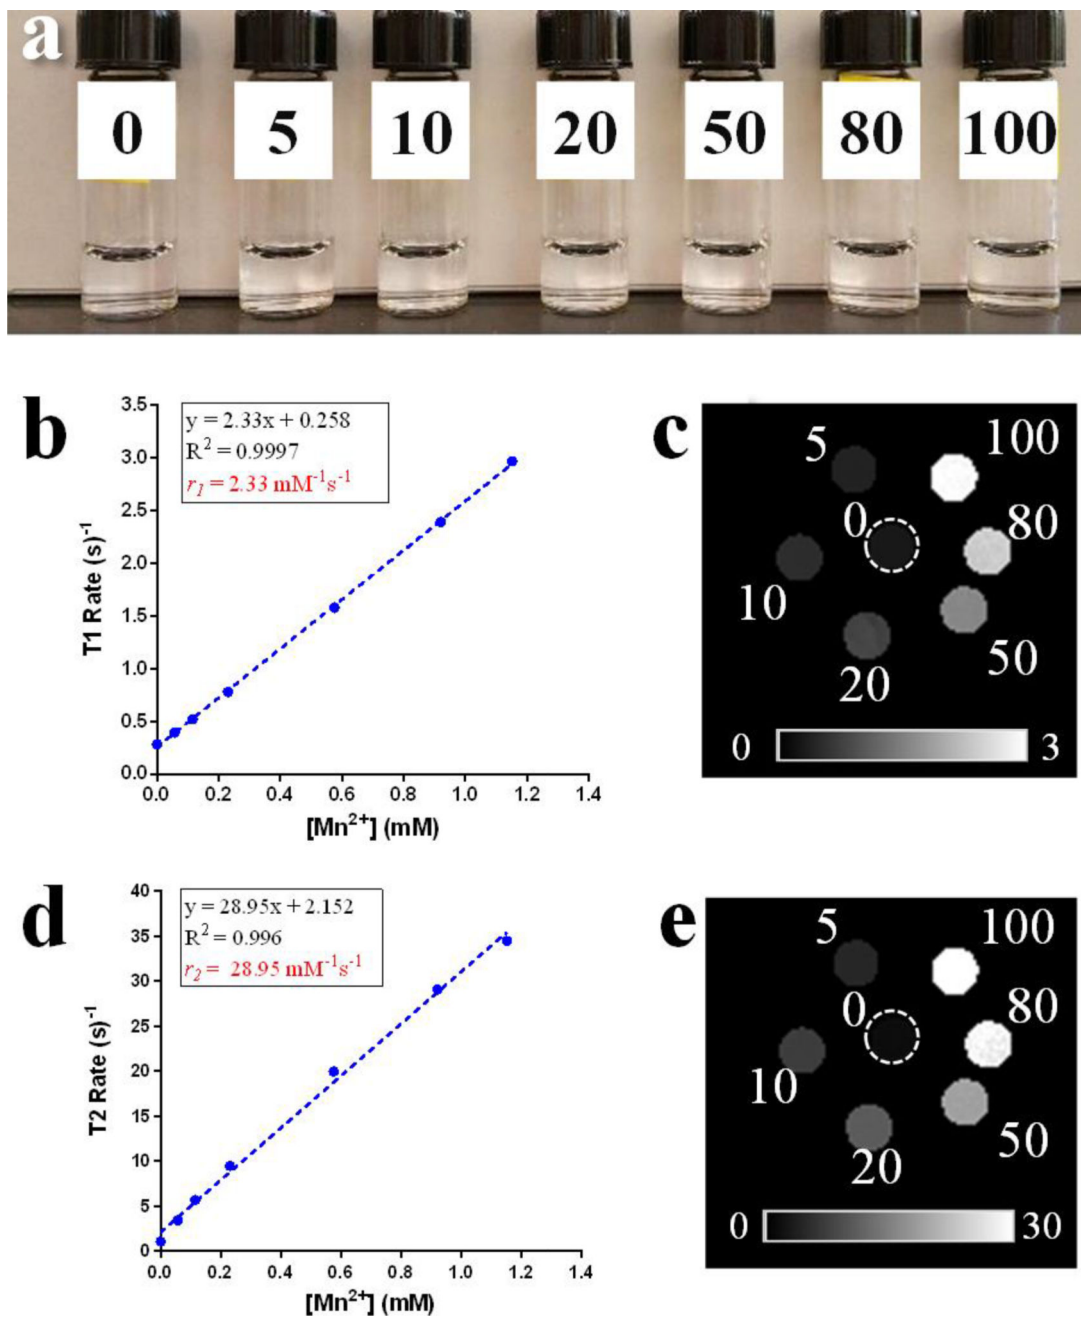 a
0 5 10 20 50 80 100
b
3.5
3.0
2.5
2.0
1.5
1.0
0.5
0.0
T1 Rate (s)⁻¹
y = 2.33x + 0.258
R² = 0.9997
r₁ = 2.33 mM⁻¹s⁻¹
0.0 0.2 0.4 0.6 0.8 1.0 1.2 1.4
[Mn²⁺] (mM)
c
5
100
0
80
10
50
20
0
3
d
40
35
30
25
20
15
10
5
0
T2 Rate (s)⁻¹
y = 28.95x + 2.152
R² = 0.996
r₂ = 28.95 mM⁻¹s⁻¹
0.0 0.2 0.4 0.6 0.8 1.0 1.2 1.4
[Mn²⁺] (mM)
e
5
100
0
80
10
50
20
0
30